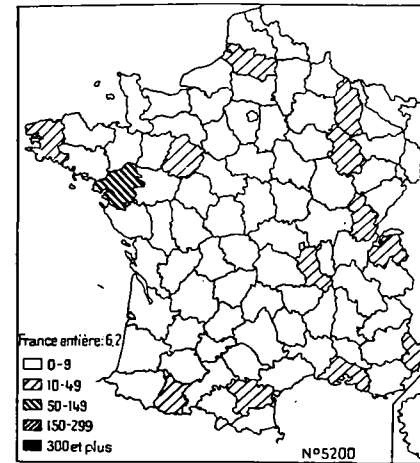 France entière: 6,2
0-9
10-49
50-149
150-299
300 et plus
N°5200